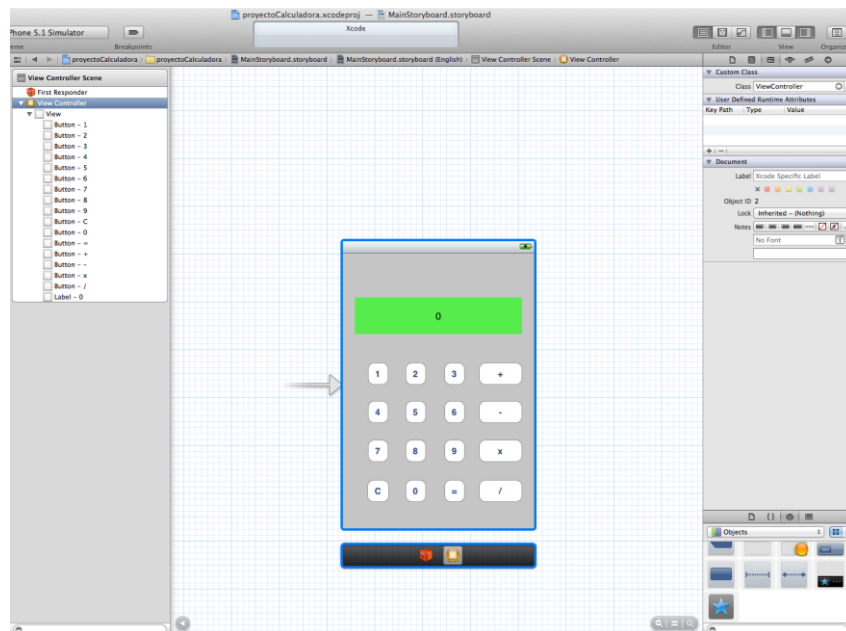 proyectoCalculadora.xcodeproj — MainStoryboard.storyboard
Phone 5.1 Simulator
Xcode
eme
Breakpoints
Editor
View
Organiz
proyectoCalculadora
proyectoCalculadora
MainStoryboard.storyboard
MainStoryboard.storyboard (English)
View Controller Scene
View Controller
View Controller Scene
First Responder
View Controller
View
Button - 1
Button - 2
Button - 3
Button - 4
Button - 5
Button - 6
Button - 7
Button - 8
Button - 9
Button - C
Button - 0
Button - =
Button - +
Button - -
Button - x
Button - /
Label - 0
0
1 2 3 +
4 5 6 -
7 8 9 x
C 0 = /
Custom Class
Class ViewController
User Defined Runtime Attributes
Key Path Type Value
Document
Label Xcode Specific Label
Object ID 2
Lock Inherited - (Nothing)
Notes
No Font
Objects